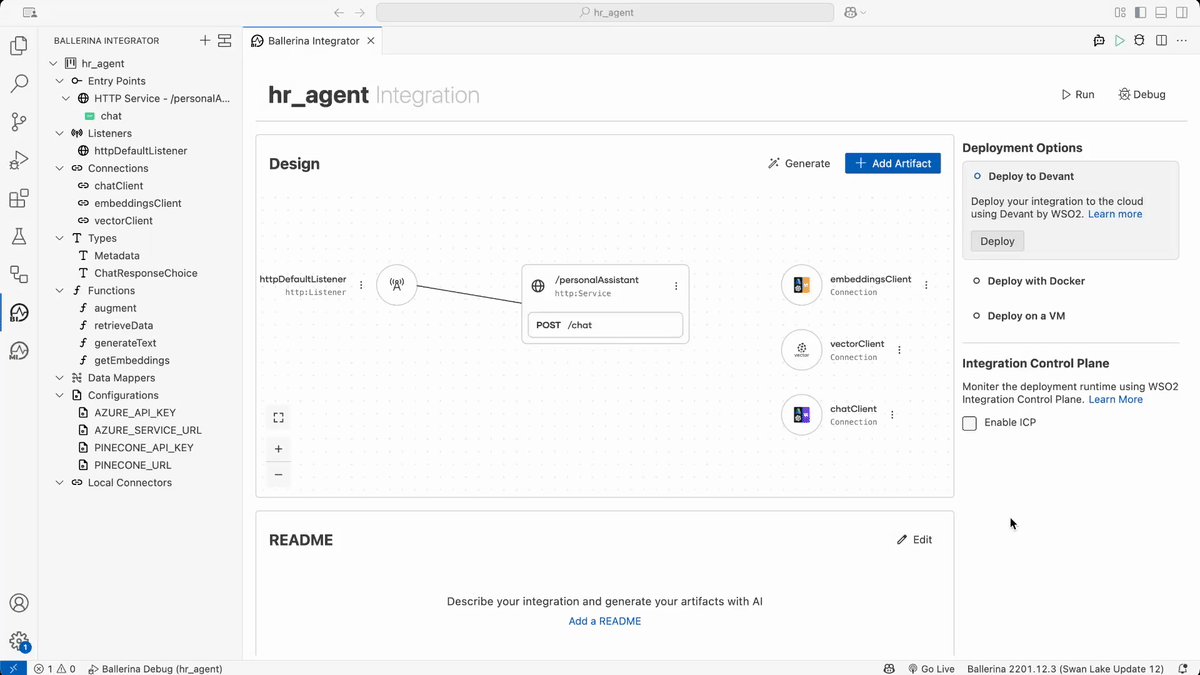 hr_agent
BALLERINA INTEGRATOR
Ballerina Integrator
hr_agent
Entry Points
HTTP Service - /personalA...
chat
Listeners
httpDefaultListener
Connections
chatClient
embeddingsClient
vectorClient
Types
Metadata
ChatResponseChoice
Functions
augment
retrieveData
generateText
getEmbeddings
Data Mappers
Configurations
AZURE_API_KEY
AZURE_SERVICE_URL
PINECONE_API_KEY
PINECONE_URL
Local Connectors
hr_agent Integration
Run
Debug
Design
Generate
Add Artifact
httpDefaultListener
http:Listener
/personalAssistant
http:Service
POST /chat
embeddingsClient
Connection
vector
vectorClient
Connection
chatClient
Connection
Deployment Options
Deploy to Devant
Deploy your integration to the cloud
using Devant by WSO2. Learn more
Deploy
Deploy with Docker
Deploy on a VM
Integration Control Plane
Moniter the deployment runtime using WSO2
Integration Control Plane. Learn More
Enable ICP
README
Edit
Describe your integration and generate your artifacts with AI
Add a README
BI
MI
1
1 0
Ballerina Debug (hr_agent)
Go Live
Ballerina 2201.12.3 (Swan Lake Update 12)